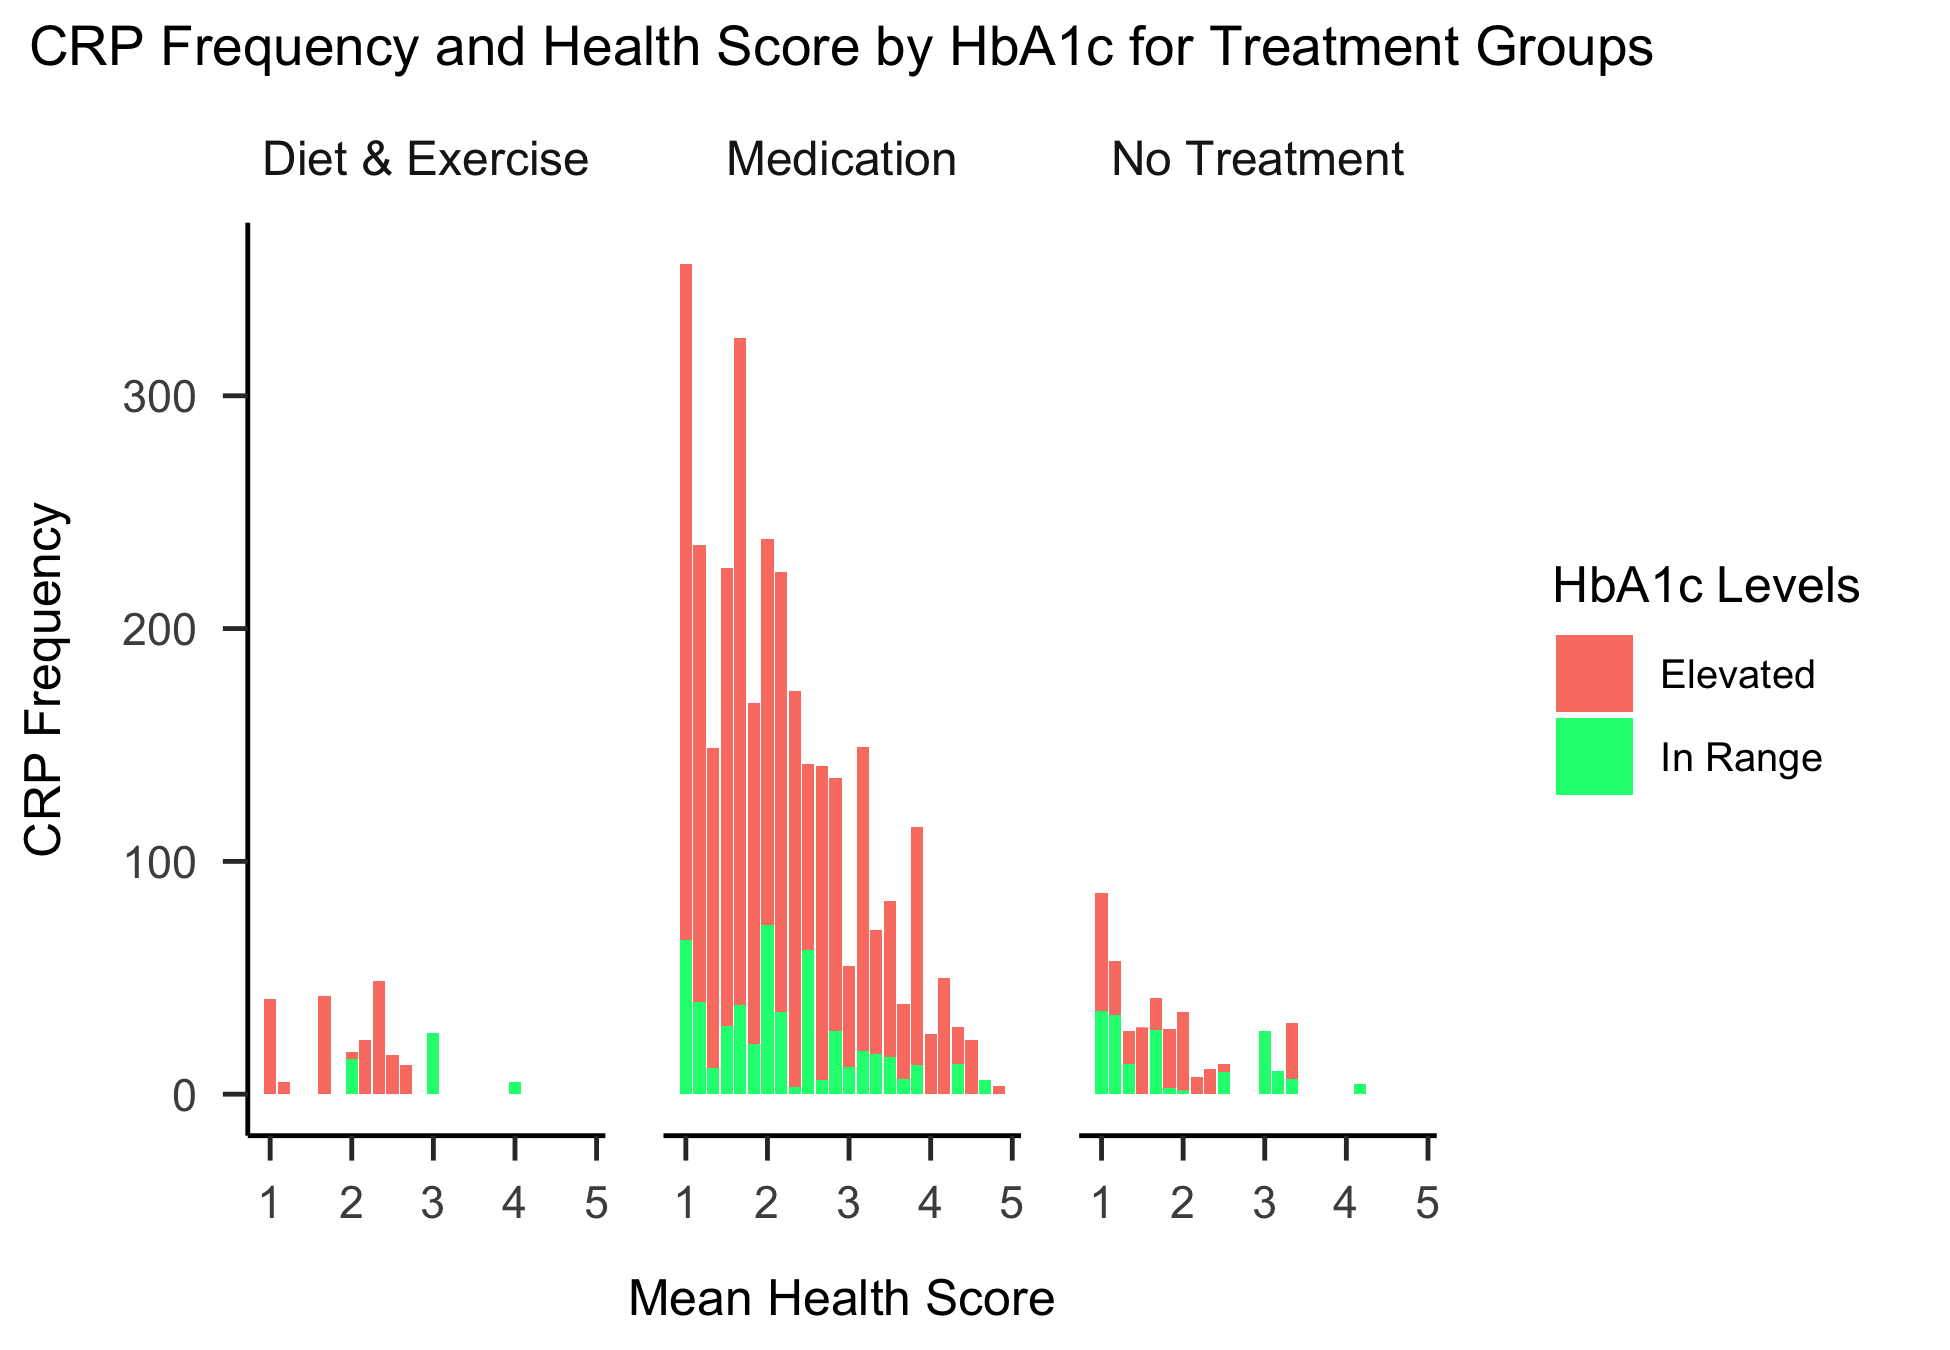 CRP Frequency and Health Score by HbA1c for Treatment Groups
Diet & Exercise
Medication
No Treatment
CRP Frequency
300
200
100
0
1 2 3 4 5
1 2 3 4 5
1 2 3 4 5
Mean Health Score
HbA1c Levels
Elevated
In Range